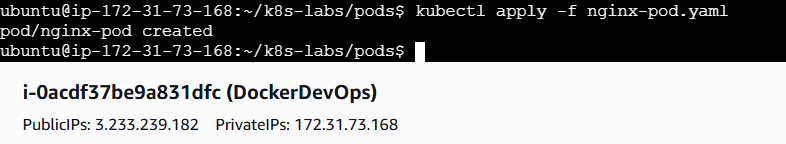 ubuntu@ip-172-31-73-168:~/k8s-labs/pods$ kubectl apply -f nginx-pod.yaml
pod/nginx-pod created
ubuntu@ip-172-31-73-168:~/k8s-labs/pods$
i-0acdf37be9a831dfc (DockerDevOps)
PublicIPs: 3.233.239.182 PrivateIPs: 172.31.73.168